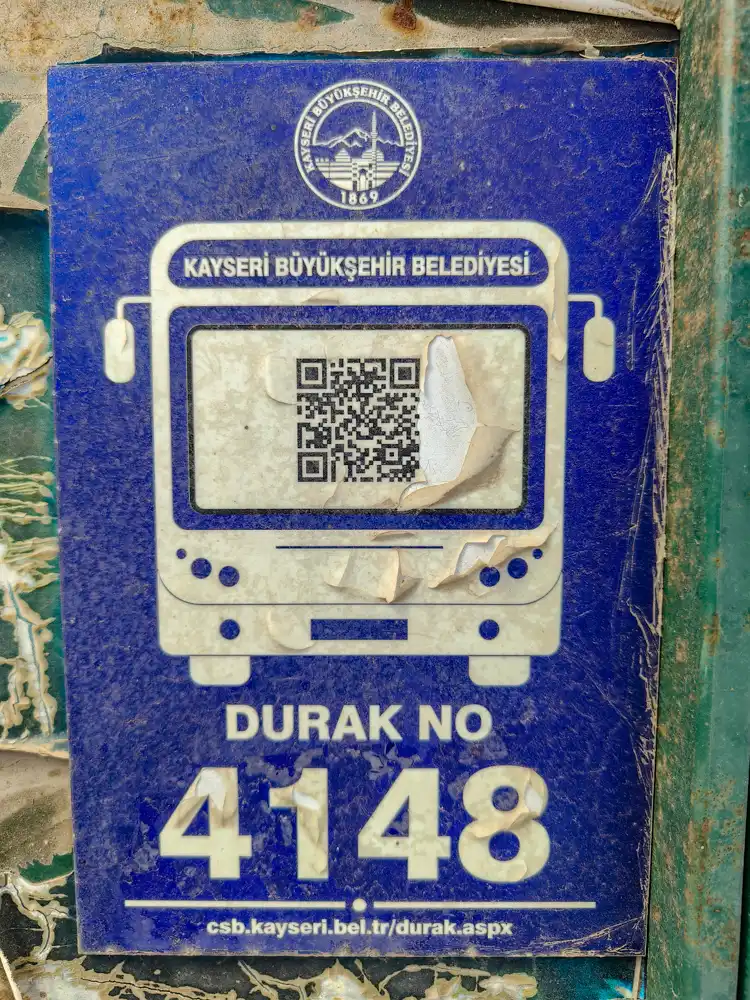 KAYSERİ BÜYÜKŞEHİR BELEDİYESİ
1869
KAYSERİ BÜYÜKŞEHİR BELEDİYESİ
DURAK NO
4148
csb.kayseri.bel.tr/durak.aspx